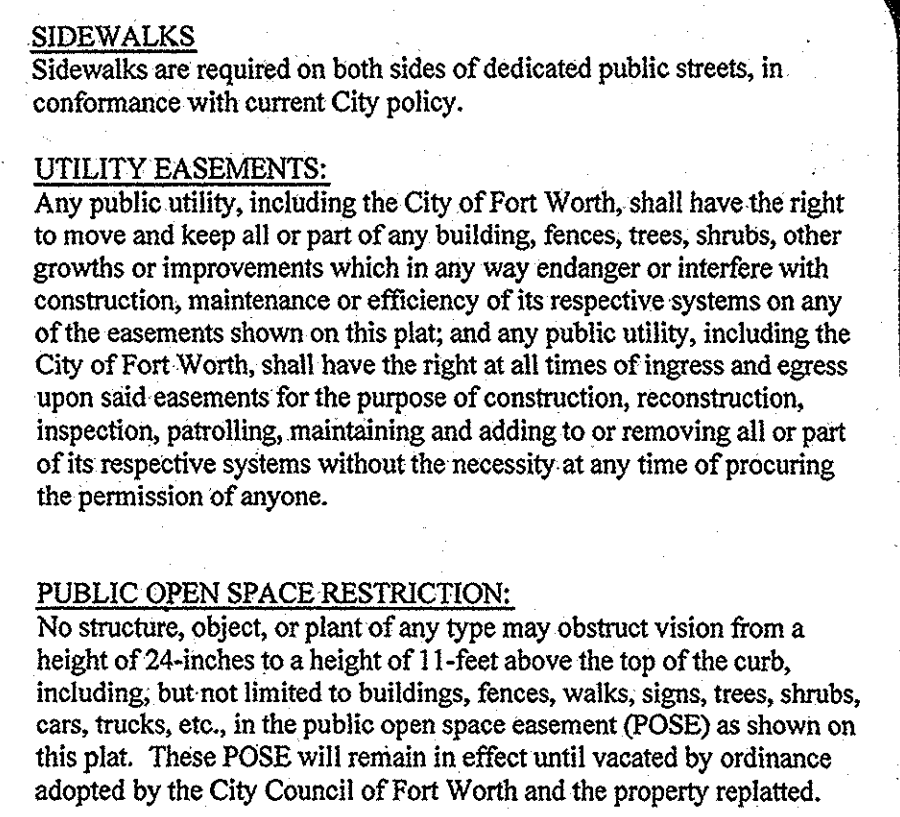 SIDEWALKS
Sidewalks are required on both sides of dedicated public streets, in
conformance with current City policy.
UTILITY EASEMENTS:
Any public utility, including the City of Fort Worth, shall have the right
to move and keep all or part of any building, fences, trees, shrubs, other
growths or improvements which in any way endanger or interfere with
construction, maintenance or efficiency of its respective systems on any
of the easements shown on this plat; and any public utility, including the
City of Fort Worth, shall have the right at all times of ingress and egress
upon said easements for the purpose of construction, reconstruction,
inspection, patrolling, maintaining and adding to or removing all or part
of its respective systems without the necessity at any time of procuring
the permission of anyone.
PUBLIC OPEN SPACE RESTRICTION:
No structure, object, or plant of any type may obstruct vision from a
height of 24-inches to a height of 11-feet above the top of the curb,
including, but not limited to buildings, fences, walks, signs, trees, shrubs,
cars, trucks, etc., in the public open space easement (POSE) as shown on
this plat. These POSE will remain in effect until vacated by ordinance
adopted by the City Council of Fort Worth and the property replatted.